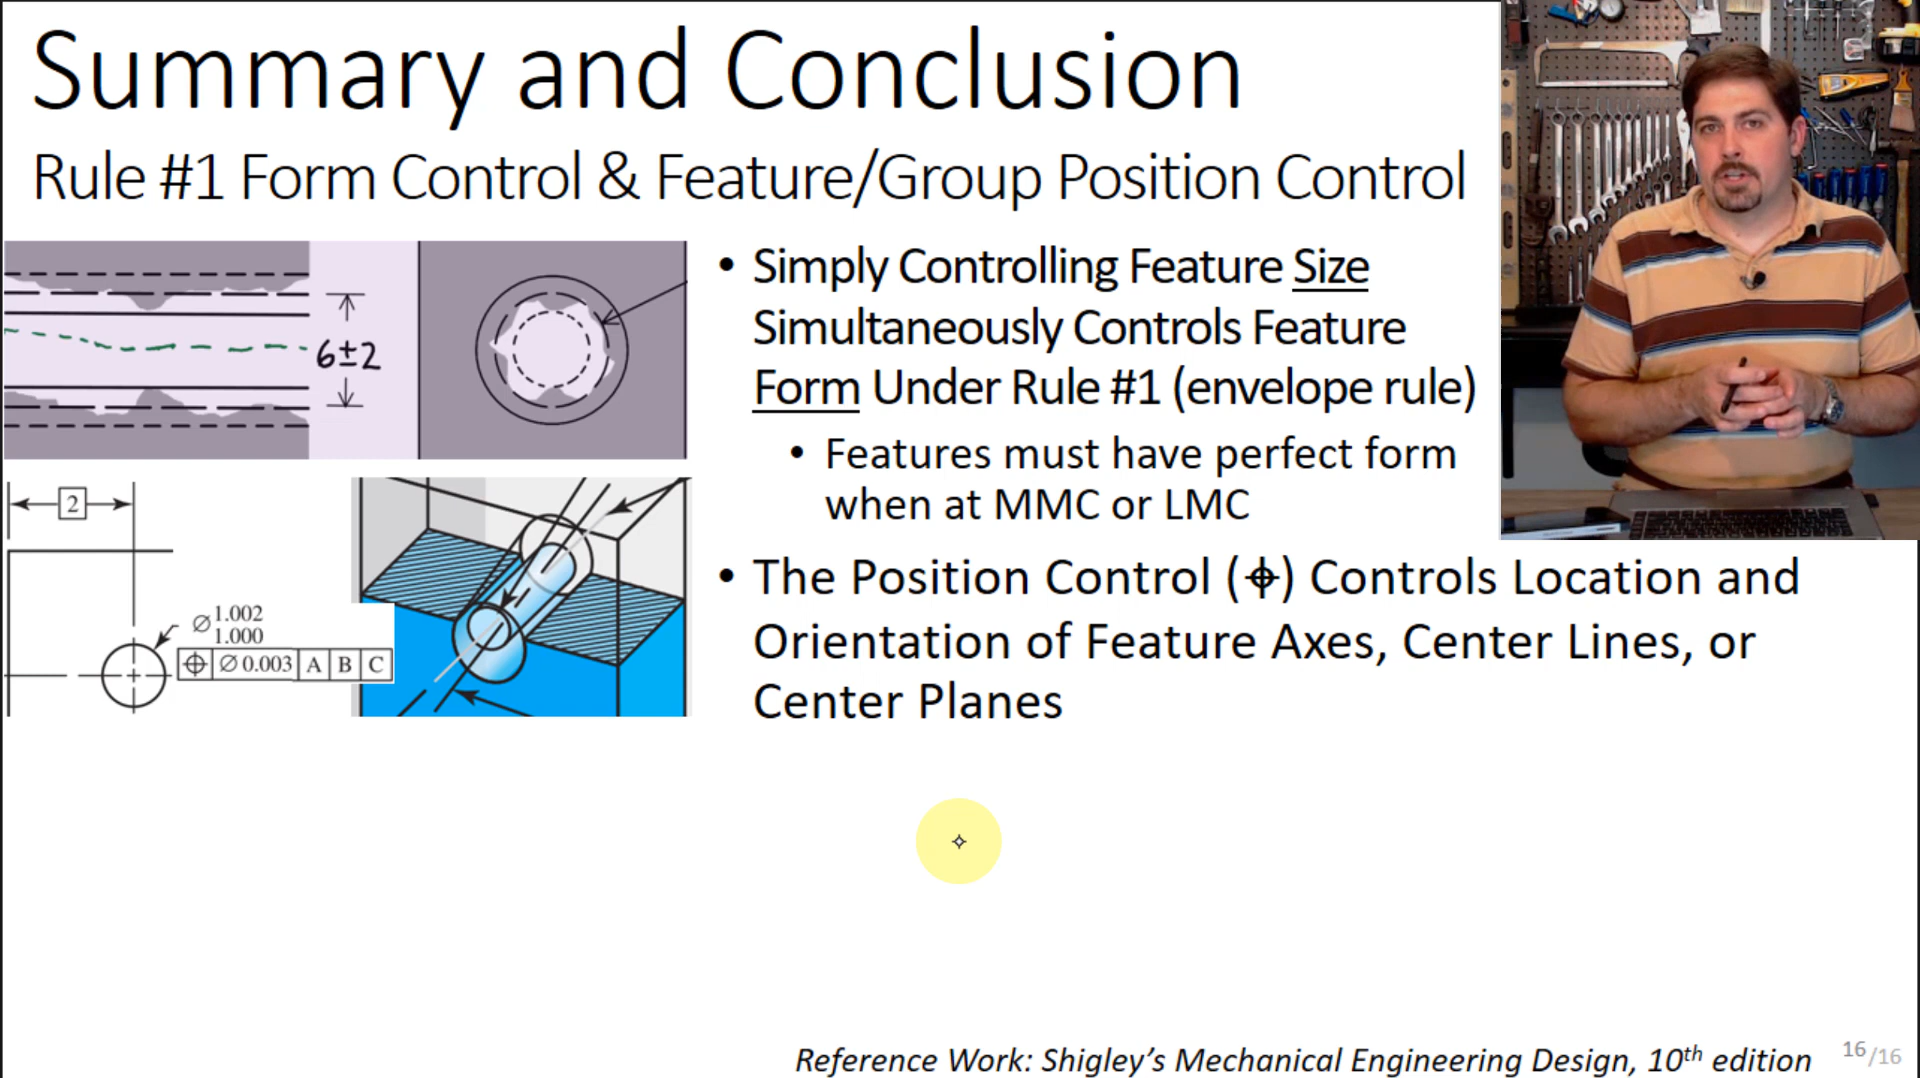 Summary and Conclusion
Rule #1 Form Control & Feature/Group Position Control
6±2
2
⌀ 1.002
1.000
⌖ ⌀ 0.003 A B C
• Simply Controlling Feature Size
Simultaneously Controls Feature
Form Under Rule #1 (envelope rule)
• Features must have perfect form
when at MMC or LMC
• The Position Control (⌖) Controls Location and
Orientation of Feature Axes, Center Lines, or
Center Planes
Reference Work: Shigley's Mechanical Engineering Design, 10th edition
16/16